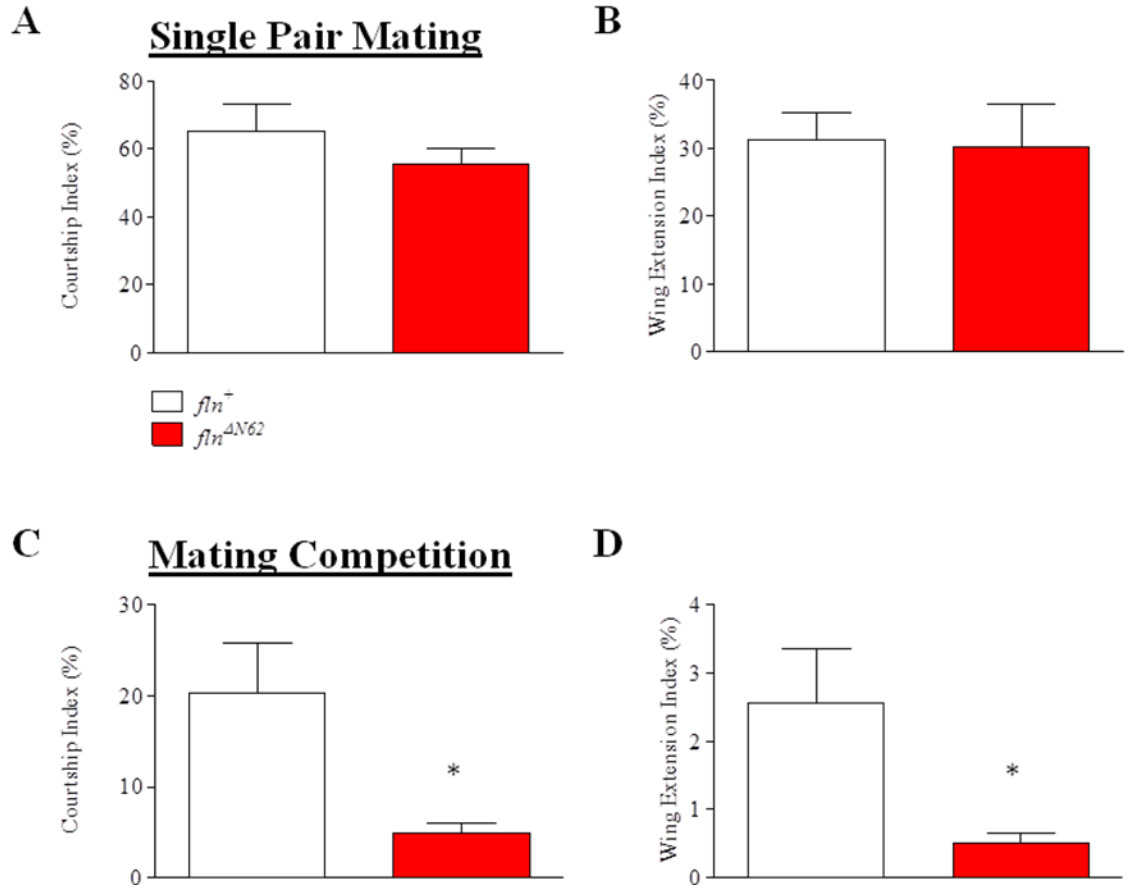 A
Single Pair Mating
Courtship Index (%)
80
60
40
20
0
B
Wing Extension Index (%)
40
30
20
10
0
fln+
flnΔN62
C
Mating Competition
Courtship Index (%)
30
20
10
0
*
D
Wing Extension Index (%)
4
3
2
1
0
*